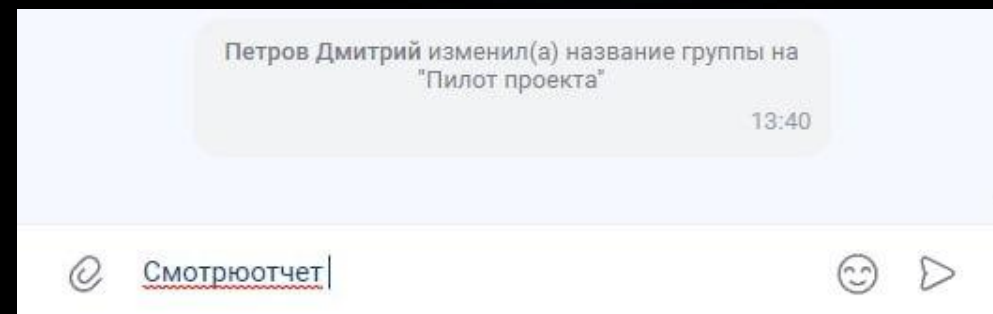 Петров Дмитрий изменил(а) название группы на
"Пилот проекта"
13:40
Смотрюотчет